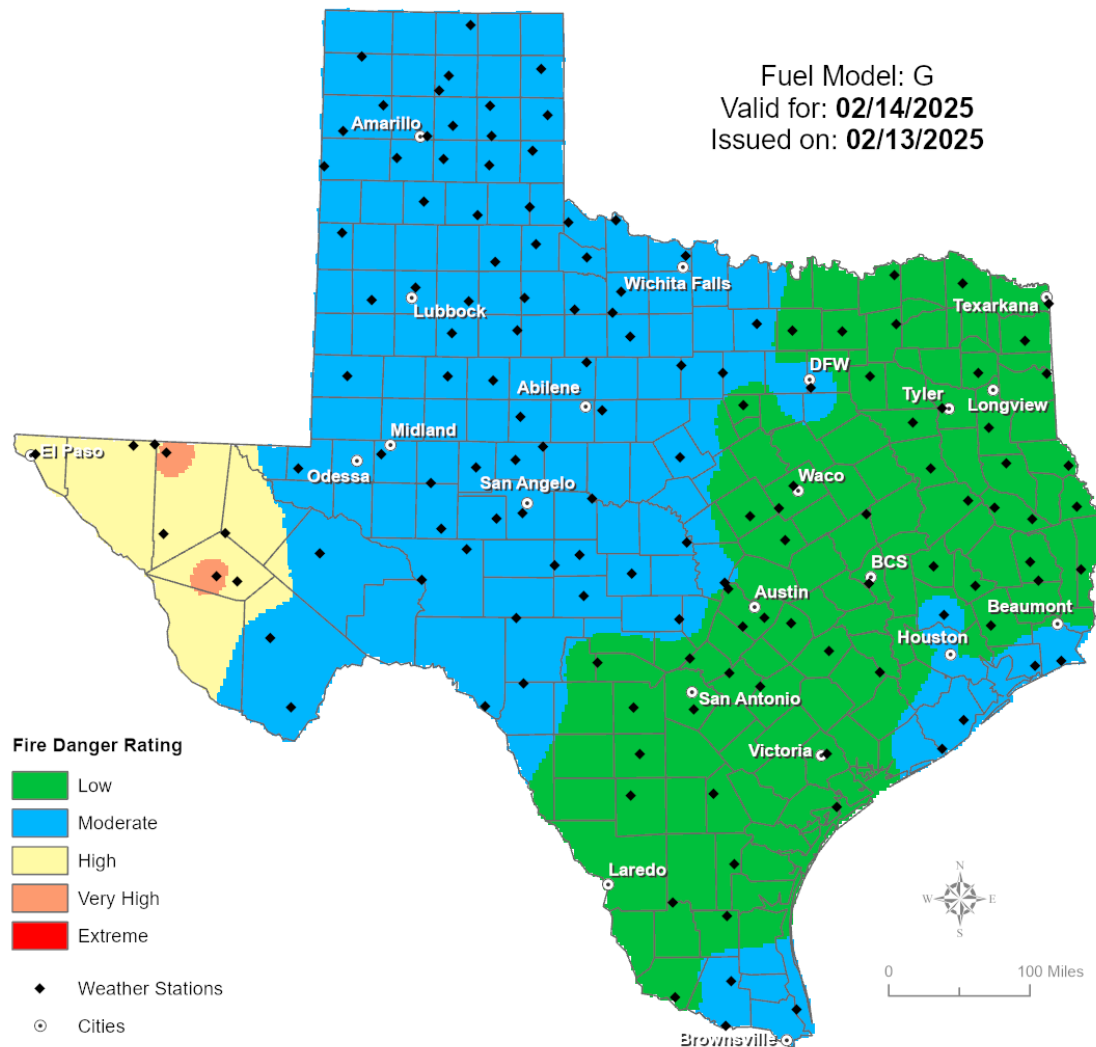 Fuel Model: G
Valid for: 02/14/2025
Issued on: 02/13/2025
Amarillo
Wichita Falls
Lubbock
Texarkana
DFW
Abilene
Tyler
Longview
Midland
El Paso
Odessa
San Angelo
Waco
BCS
Austin
Beaumont
Houston
San Antonio
Victoria
Laredo
Brownsville
Fire Danger Rating
Low
Moderate
High
Very High
Extreme
Weather Stations
Cities
N
W E
S
0 100 Miles